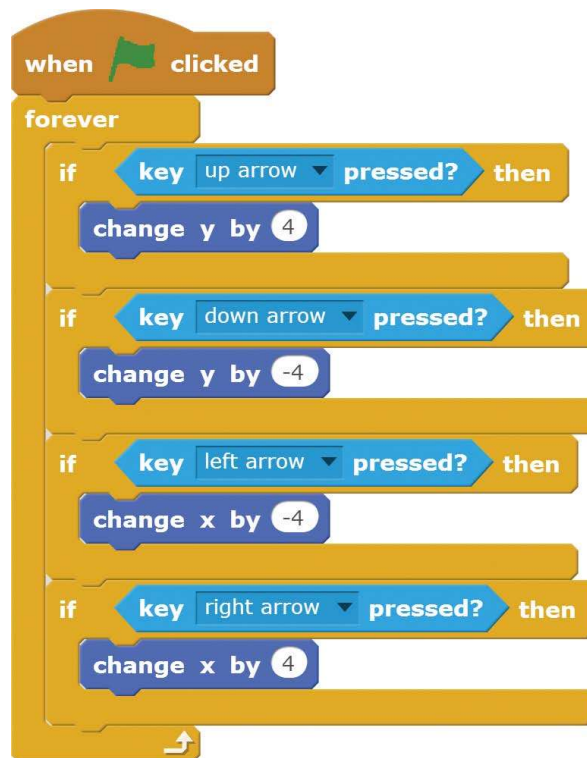 when clicked
forever
if key up arrow pressed? then
change y by 4
if key down arrow pressed? then
change y by -4
if key left arrow pressed? then
change x by -4
if key right arrow pressed? then
change x by 4